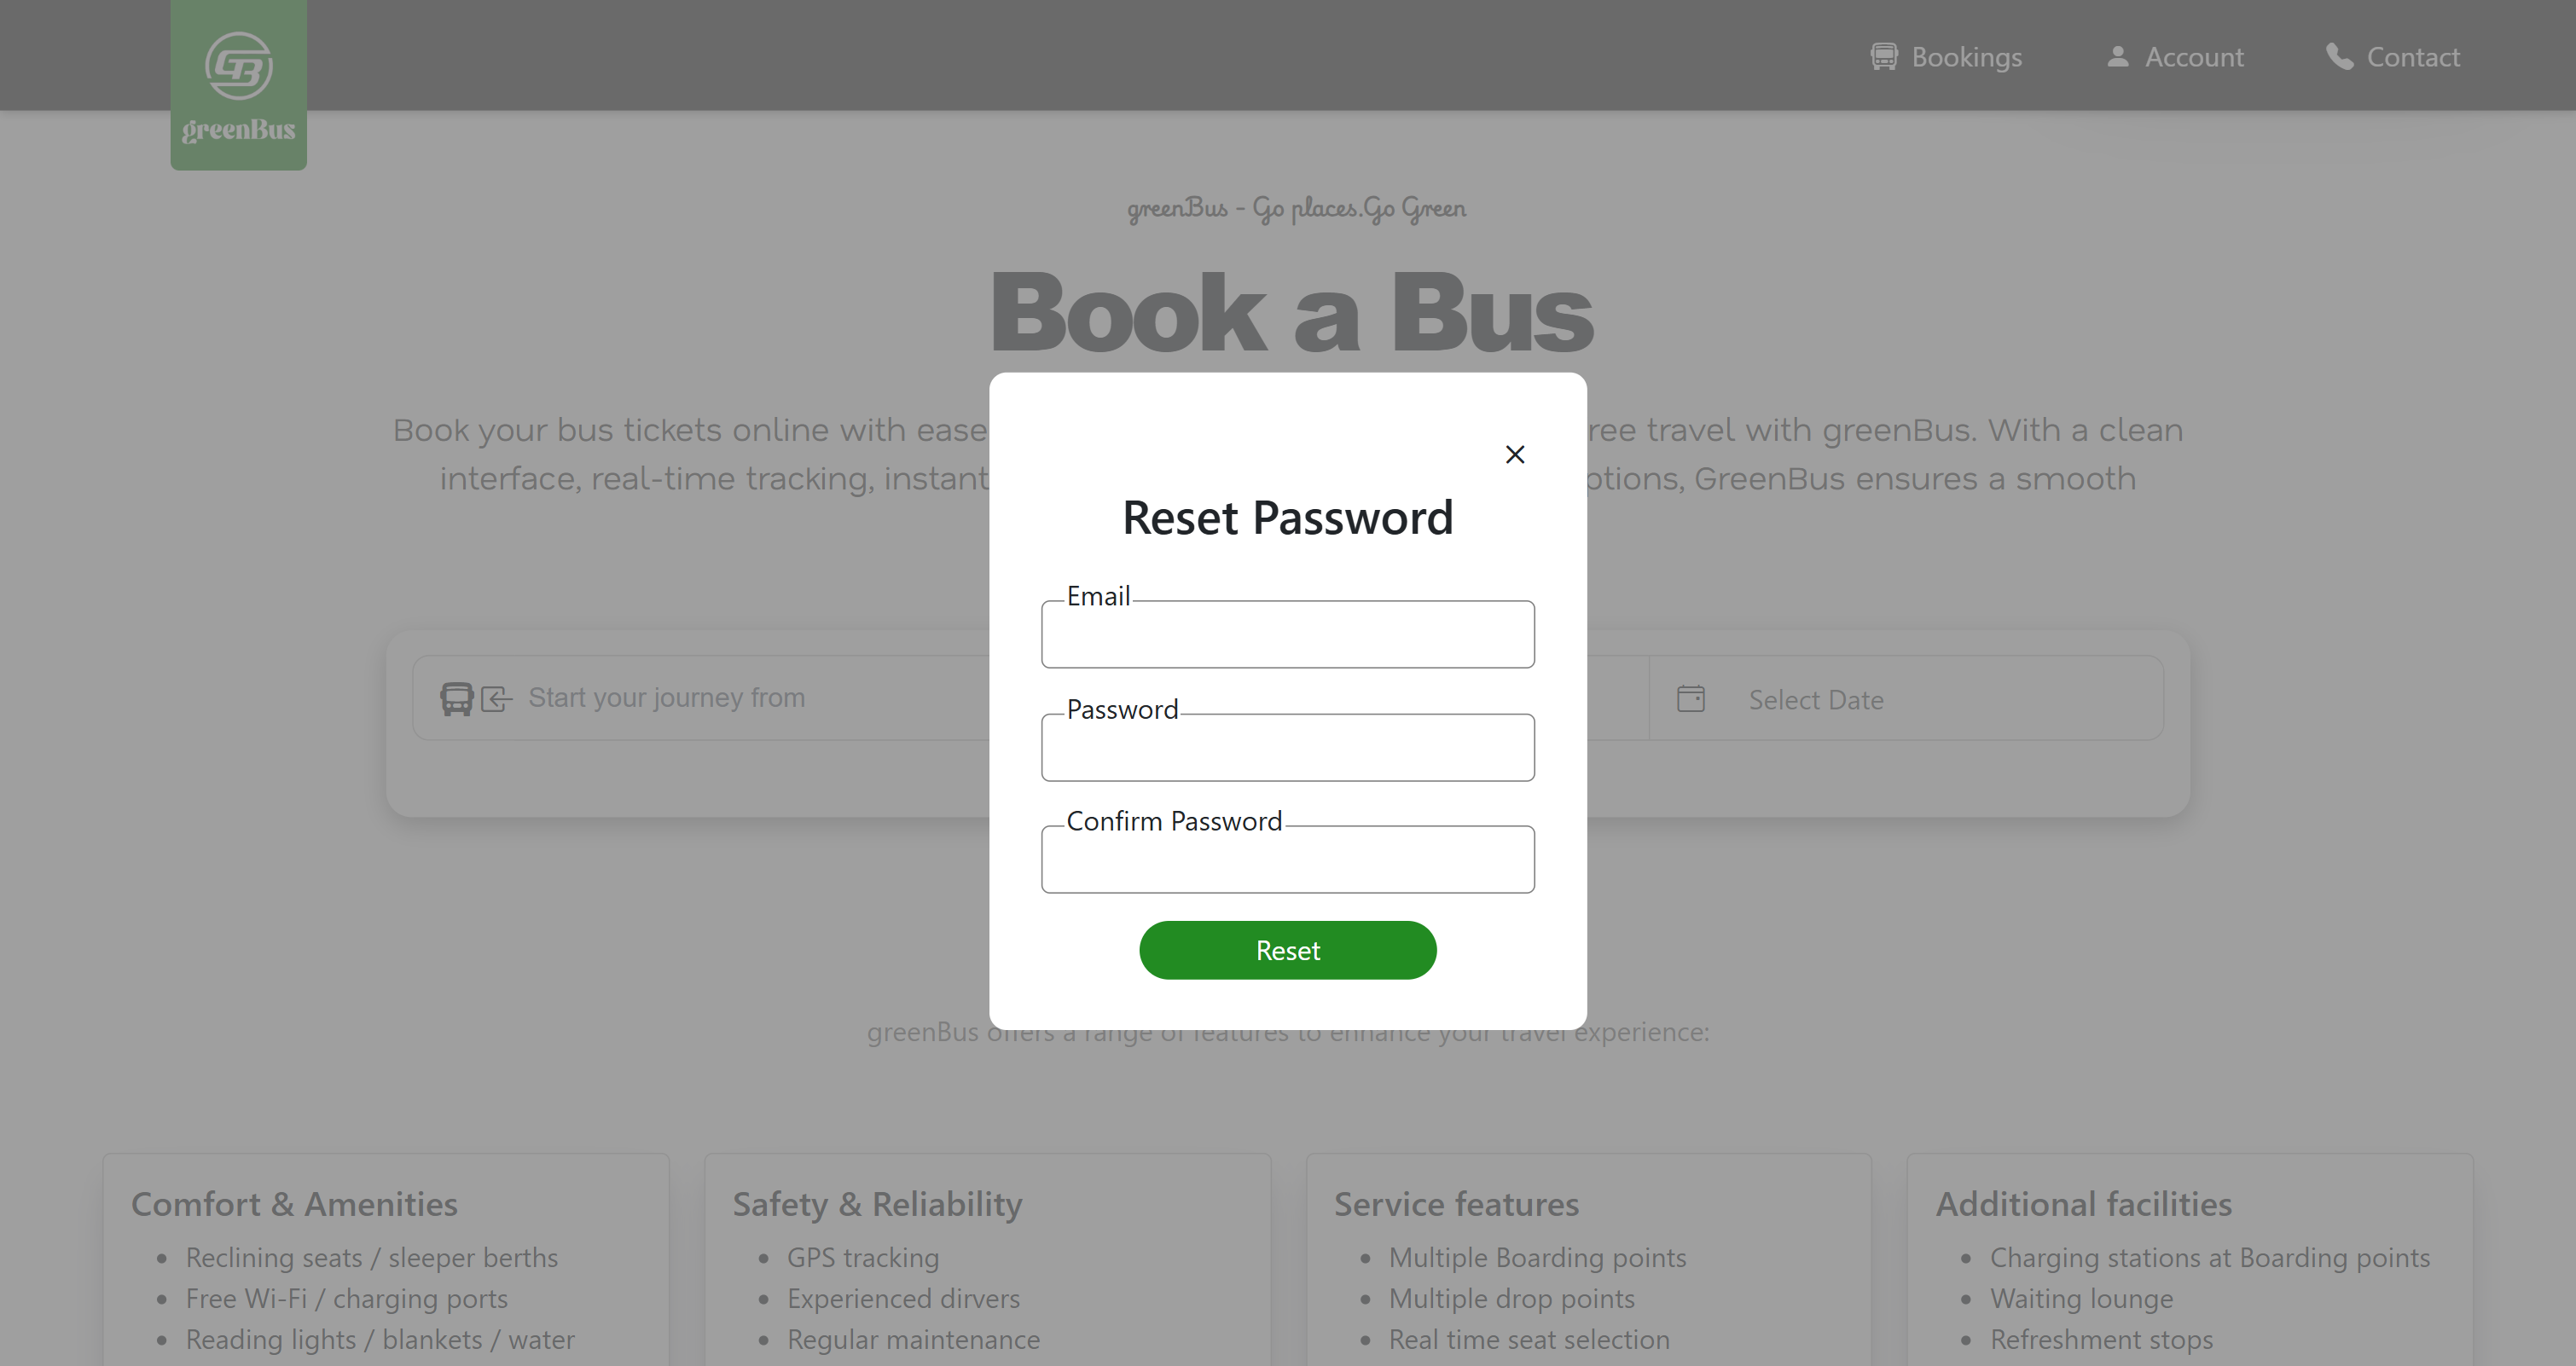 Bookings
Account
Contact
GB
greenBus
greenBus - Go places.Go Green
Book a Bus
Book your bus tickets online with ease
ree travel with greenBus. With a clean
interface, real-time tracking, instant
ptions, GreenBus ensures a smooth
Reset Password
Email
Password
Confirm Password
Reset
Start your journey from
Select Date
greenBus offers a range of features to enhance your travel experience:
Comfort & Amenities
Reclining seats / sleeper berths
Free Wi-Fi / charging ports
Reading lights / blankets / water
Safety & Reliability
GPS tracking
Experienced dirvers
Regular maintenance
Service features
Multiple Boarding points
Multiple drop points
Real time seat selection
Additional facilities
Charging stations at Boarding points
Waiting lounge
Refreshment stops